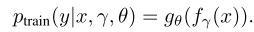 p_train(y|x, γ, θ) = g_θ(f_γ(x)).